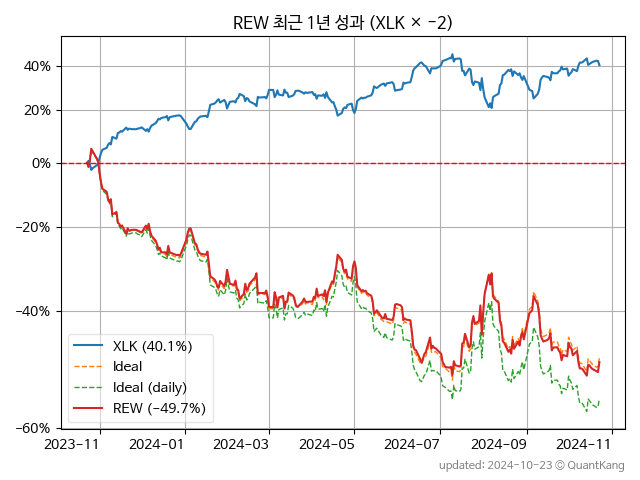 REW 최근 1년 성과 (XLK × −2)
40%
20%
0%
−20%
−40%
−60%
XLK (40.1%)
Ideal
Ideal (daily)
REW (−49.7%)
2023-11 2024-01 2024-03 2024-05 2024-07 2024-09 2024-11
updated: 2024-10-23 ⓒ QuantKang